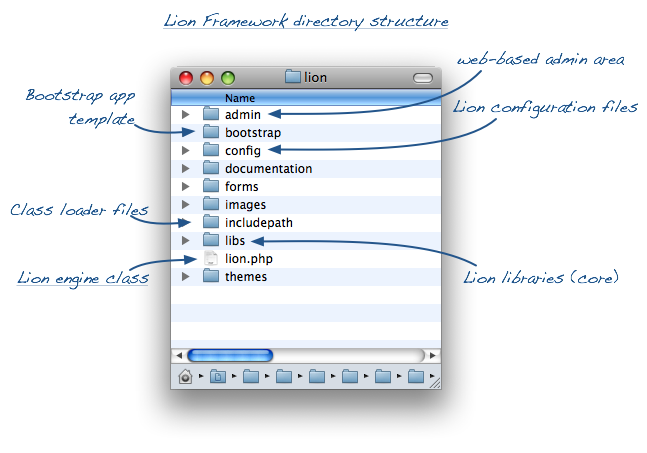 Lion Framework directory structure
lion
web-based admin area
Name
Bootstrap app
template
admin
Lion configuration files
bootstrap
config
documentation
forms
images
Class loader files
includepath
libs
lion.php
Lion engine class
Lion libraries (core)
themes